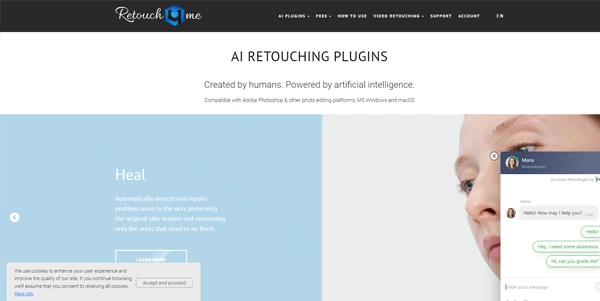 Retouch4me
AI PLUGINS FREE HOW TO USE VIDEO RETOUCHING SUPPORT ACCOUNT EN
AI RETOUCHING PLUGINS
Created by humans. Powered by artificial intelligence.
Compatible with Adobe Photoshop & other photo editing platforms, MS Windows and macOS.
Heal
Automatically detects and repairs
problem areas in the skin, preserving
the original skin texture and retouching
only the areas that need to be fixed.
LEARN MORE
We use cookies to enhance your user experience and
improve the quality of our site. If you continue browsing,
we'll assume that you consent to receiving all cookies.
More info
Accept and proceed
Maria
Business Messenger by
Maria
Hello! How may I help you?
Hello!
Hey, I need some assistance
Hi, can you guide me?
Enter your message